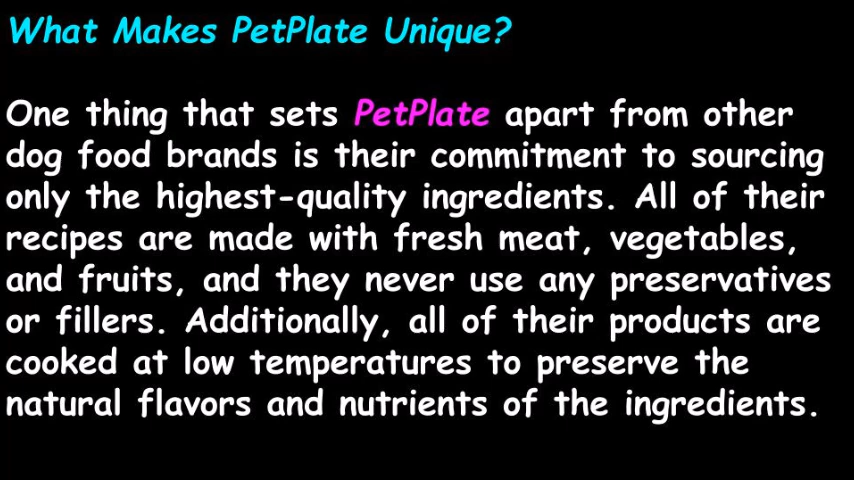 What Makes PetPlate Unique?
One thing that sets PetPlate apart from other
dog food brands is their commitment to sourcing
only the highest-quality ingredients. All of their
recipes are made with fresh meat, vegetables,
and fruits, and they never use any preservatives
or fillers. Additionally, all of their products are
cooked at low temperatures to preserve the
natural flavors and nutrients of the ingredients.